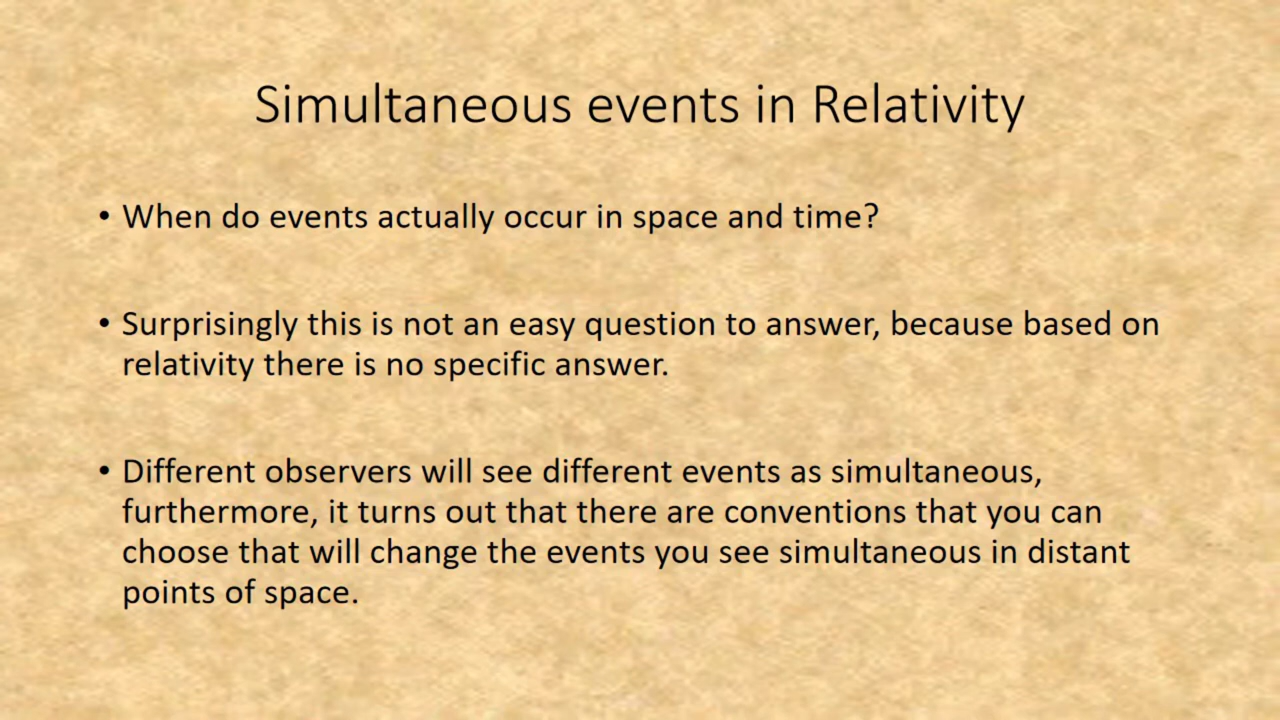 Simultaneous events in Relativity
• When do events actually occur in space and time?
• Surprisingly this is not an easy question to answer, because based on
relativity there is no specific answer.
• Different observers will see different events as simultaneous,
furthermore, it turns out that there are conventions that you can
choose that will change the events you see simultaneous in distant
points of space.